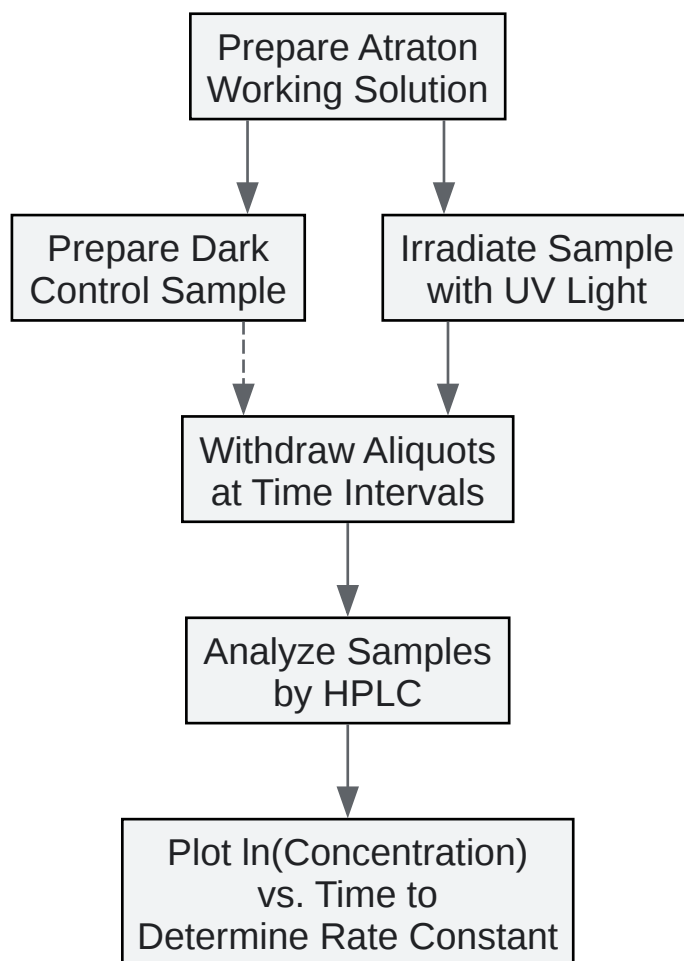 Prepare Atraton
Working Solution
Prepare Dark
Control Sample
Irradiate Sample
with UV Light
Withdraw Aliquots
at Time Intervals
Analyze Samples
by HPLC
Plot ln(Concentration)
vs. Time to
Determine Rate Constant